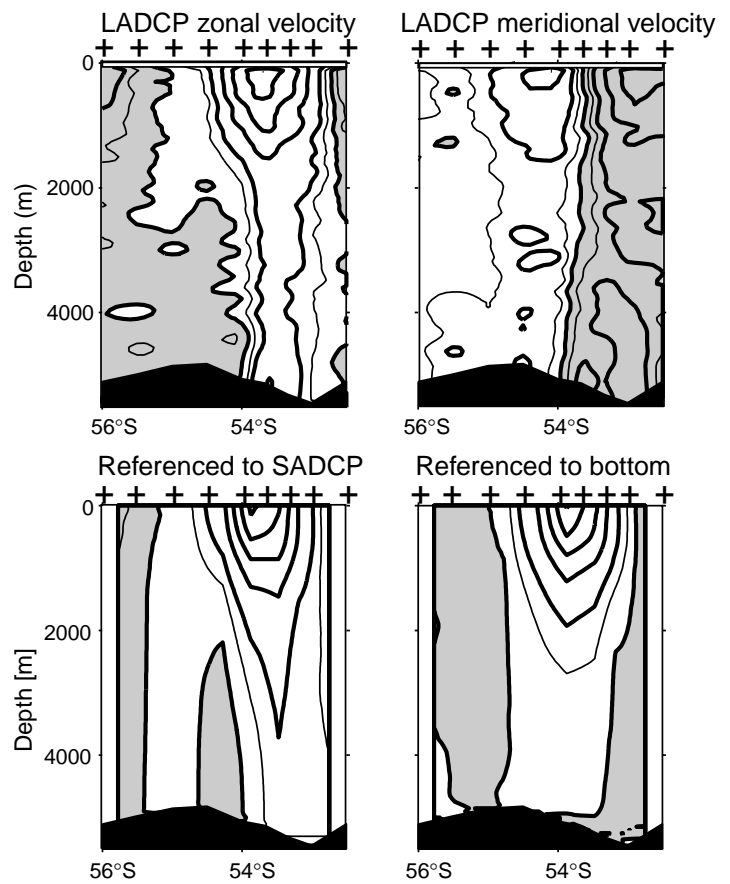 LADCP zonal velocity
LADCP meridional velocity
0
Depth (m)
2000
4000
56°S
54°S
56°S
54°S
Referenced to SADCP
Referenced to bottom
0
Depth [m]
2000
4000
56°S
54°S
56°S
54°S